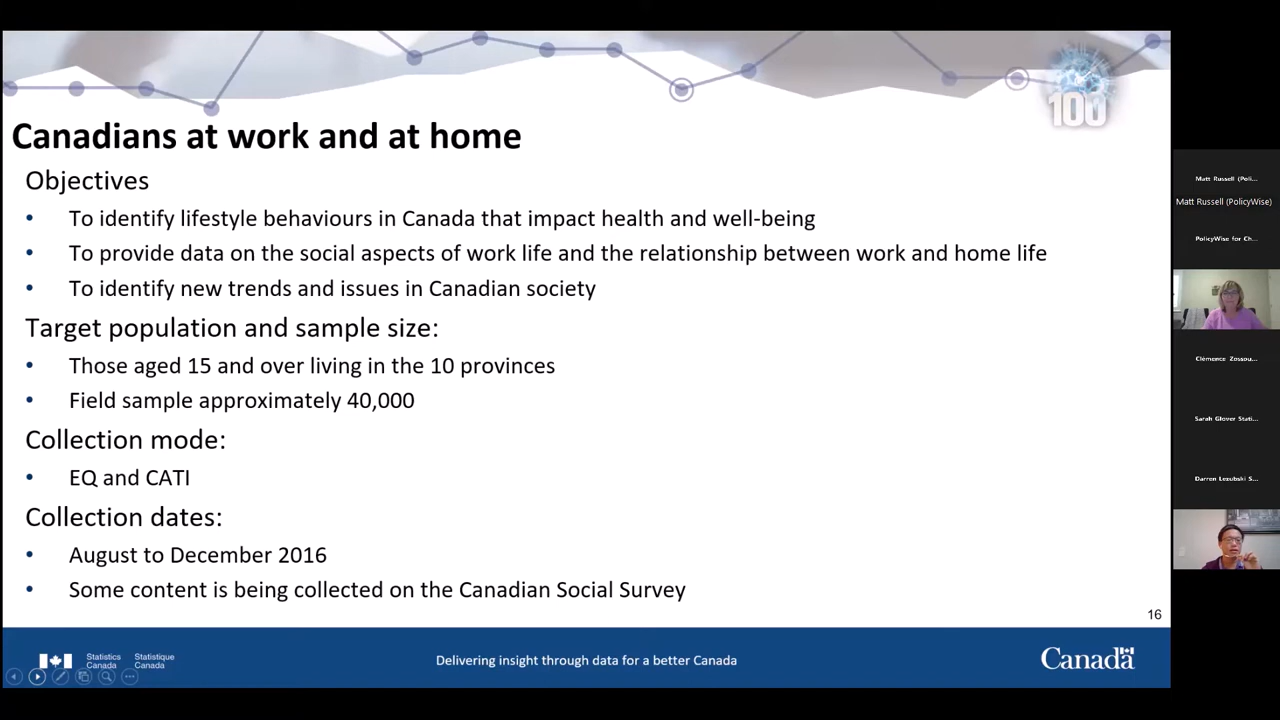 100
Canadians at work and at home
Objectives
• To identify lifestyle behaviours in Canada that impact health and well-being
• To provide data on the social aspects of work life and the relationship between work and home life
• To identify new trends and issues in Canadian society
Target population and sample size:
• Those aged 15 and over living in the 10 provinces
• Field sample approximately 40,000
Collection mode:
• EQ and CATI
Collection dates:
• August to December 2016
• Some content is being collected on the Canadian Social Survey
16
Statistics Statistique
Canada Canada
Delivering insight through data for a better Canada
Canada
Matt Russell (Poli...
Matt Russell (PolicyWise)
PolicyWise for Ch...
Clémence Zossou...
Sarah Glover Stati...
Darren Lezubski S...